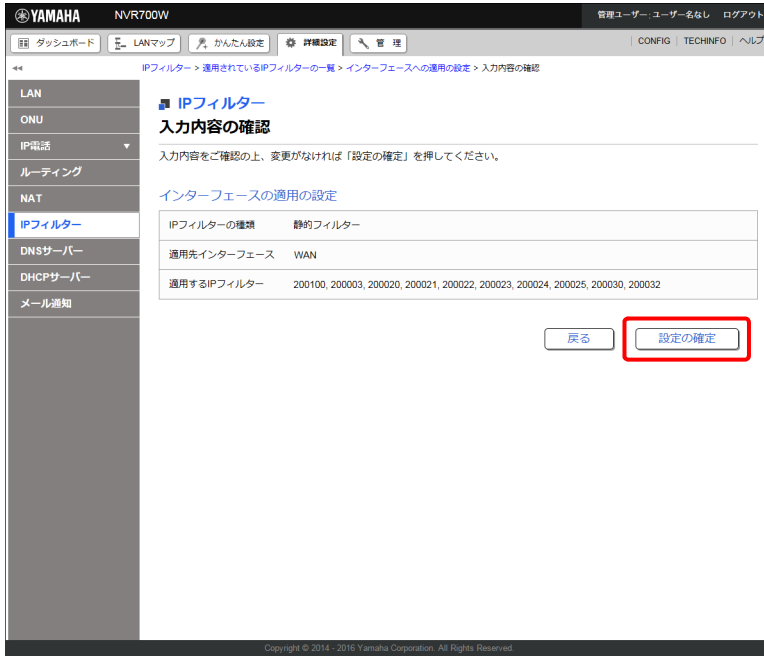 YAMAHA NVR700W 管理ユーザー: ユーザー名なし ログアウト
ダッシュボード LANマップ かんたん設定 詳細設定 管 理 CONFIG TECHINFO ヘルプ
IPフィルター > 適用されているIPフィルターの一覧 > インターフェースへの適用の設定 > 入力内容の確認
LAN
ONU
IP電話
ルーティング
NAT
IPフィルター
DNSサーバー
DHCPサーバー
メール通知
IPフィルター
入力内容の確認
入力内容をご確認の上、変更がなければ「設定の確定」を押してください。
インターフェースの適用の設定
IPフィルターの種類 静的フィルター
適用先インターフェース WAN
適用するIPフィルター 200100, 200003, 200020, 200021, 200022, 200023, 200024, 200025, 200030, 200032
戻る 設定の確定
Copyright © 2014 - 2016 Yamaha Corporation. All Rights Reserved.